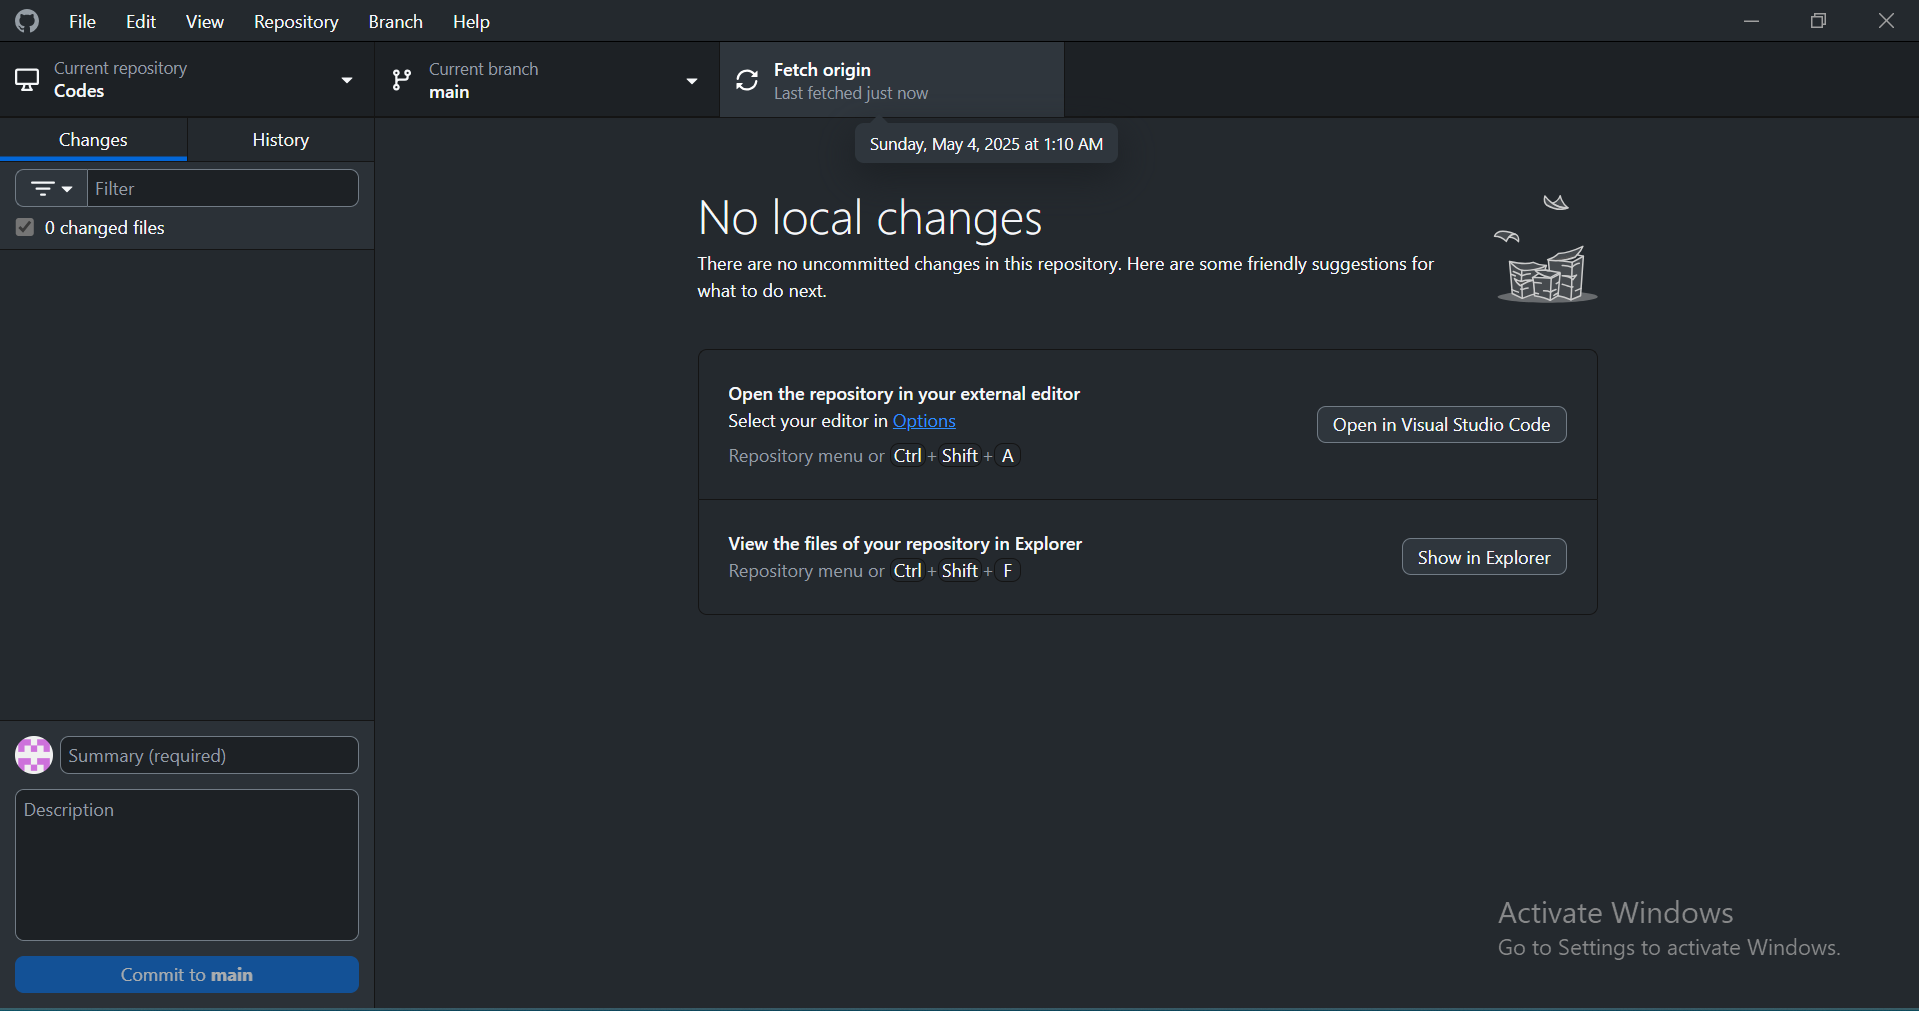 File Edit View Repository Branch Help
Current repository
Codes
Current branch
main
Fetch origin
Last fetched just now
Sunday, May 4, 2025 at 1:10 AM
Changes
History
Filter
0 changed files
No local changes
There are no uncommitted changes in this repository. Here are some friendly suggestions for
what to do next.
Open the repository in your external editor
Select your editor in Options
Repository menu or Ctrl + Shift + A
Open in Visual Studio Code
View the files of your repository in Explorer
Repository menu or Ctrl + Shift + F
Show in Explorer
Summary (required)
Description
Commit to main
Activate Windows
Go to Settings to activate Windows.